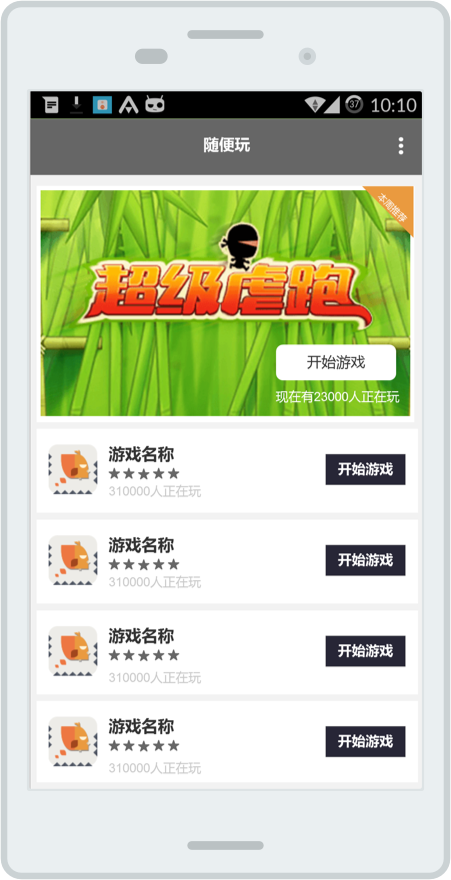 37 10:10
随便玩
本周推荐
超级虐跑
开始游戏
现在有23000人正在玩
游戏名称
310000人正在玩
开始游戏
游戏名称
310000人正在玩
开始游戏
游戏名称
310000人正在玩
开始游戏
游戏名称
310000人正在玩
开始游戏